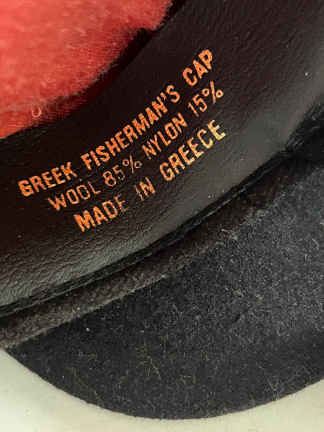 GREEK FISHERMAN'S CAP
WOOL 85% NYLON 15%
MADE IN GREECE